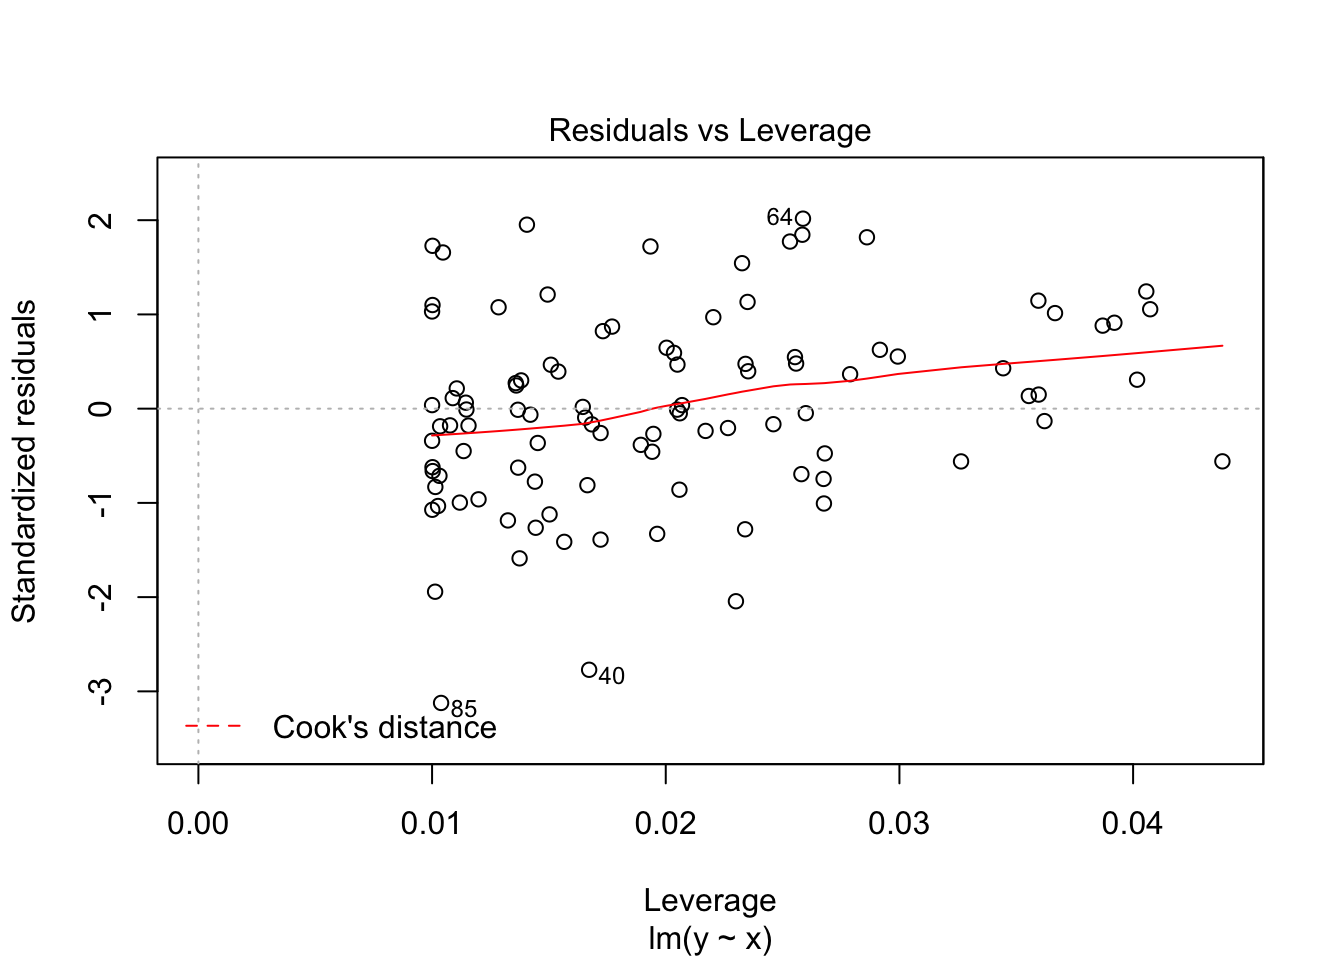 Residuals vs Leverage
Standardized residuals
2
1
0
-1
-2
-3
64
40
85
Cook's distance
0.00 0.01 0.02 0.03 0.04
Leverage
lm(y ~ x)